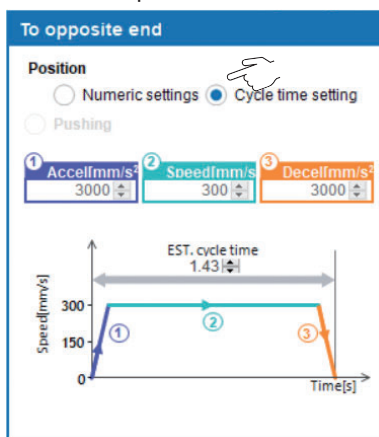 To opposite end
Position
Numeric settings Cycle time setting
Pushing
1 Accel[mm/s² 2 Speed[mm/s 3 Decel[mm/s²
3000 300 3000
EST. cycle time
1.43
Speed[mm/s]
300
150
0
1 2 3
Time[s]